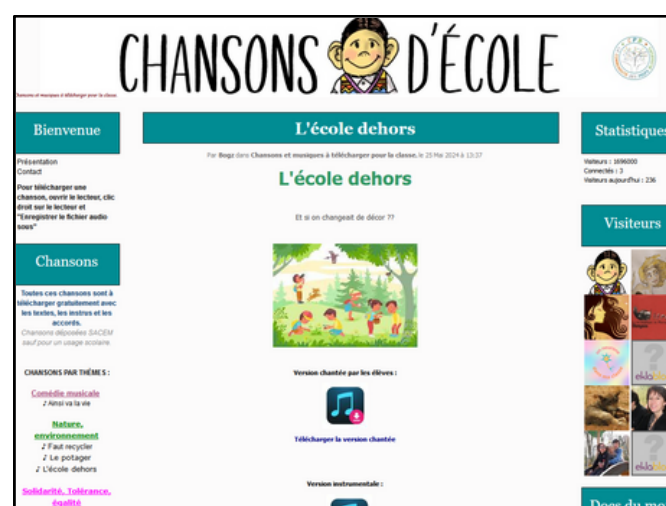 CHANSONS D'ÉCOLE
Chansons et musiques à télécharger pour la classe
Bienvenue
Présentation
Contact
Pour télécharger une
chanson, ouvrir le lecteur, clic
droit sur le lecteur et
"Enregistrer le fichier audio
sous"
Chansons
Toutes ces chansons sont à
télécharger gratuitement avec
les textes, les instrus et les
accords.
Chansons déposées SACEM
sauf pour un usage scolaire.
CHANSONS PAR THÈMES :
Comédie musicale
♪ Ainsi va la vie
Nature,
environnement
♪ Faut recycler
♪ Le potager
♪ L'école dehors
Solidarité, Tolérance,
égalité
L'école dehors
Par Bogz dans Chansons et musiques à télécharger pour la classe, le 25 Mai 2024 à 13:37
L'école dehors
Et si on changeait de décor ??
Version chantée par les élèves :
Télécharger la version chantée
Version instrumentale :
Statistiques
Visiteurs : 1696000
Connectés : 3
Visiteurs aujourd'hui : 236
Visiteurs
eklablo
eklablo
Docs du mo